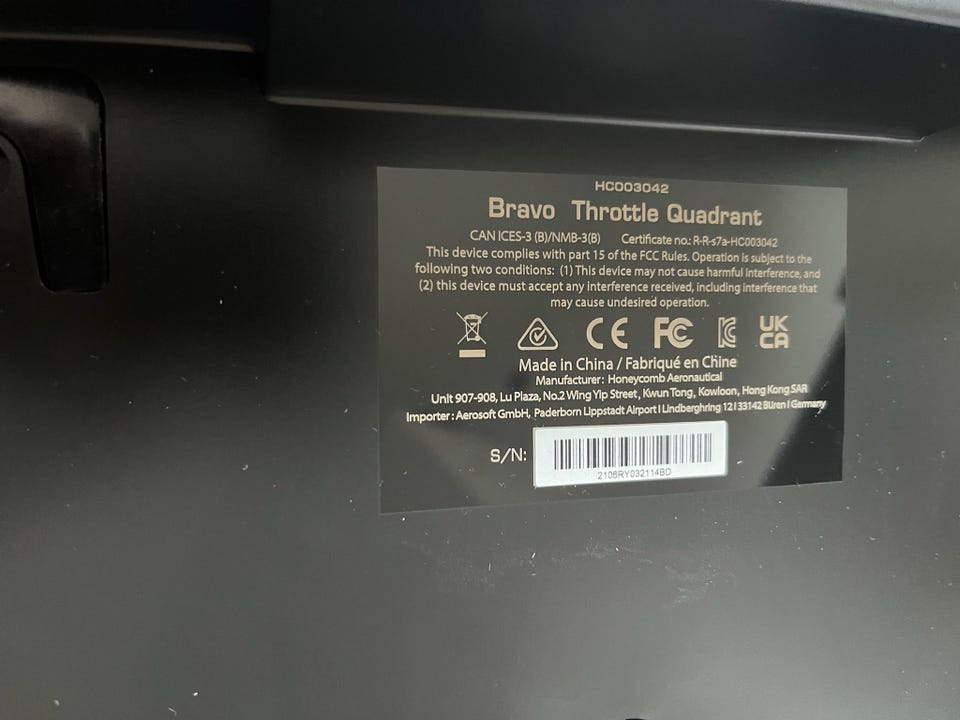 HC003042
Bravo Throttle Quadrant
CAN ICES-3 (B)/NMB-3(B) Certificate no.: R-R-s7a-HC003042
This device complies with part 15 of the FCC Rules. Operation is subject to the
following two conditions: (1) This device may not cause harmful interference, and
(2) this device must accept any interference received, including interference that
may cause undesired operation.
CE FC UK CA
Made in China / Fabriqué en Chine
Manufacturer: Honeycomb Aeronautical
Unit 907-908, Lu Plaza, No.2 Wing Yip Street, Kwun Tong, Kowloon, Hong Kong SAR
Importer: Aerosoft GmbH, Paderborn Lippstadt Airport I Lindberghring 12 I 33142 Büren I Germany
S/N:
2106RY032114BD